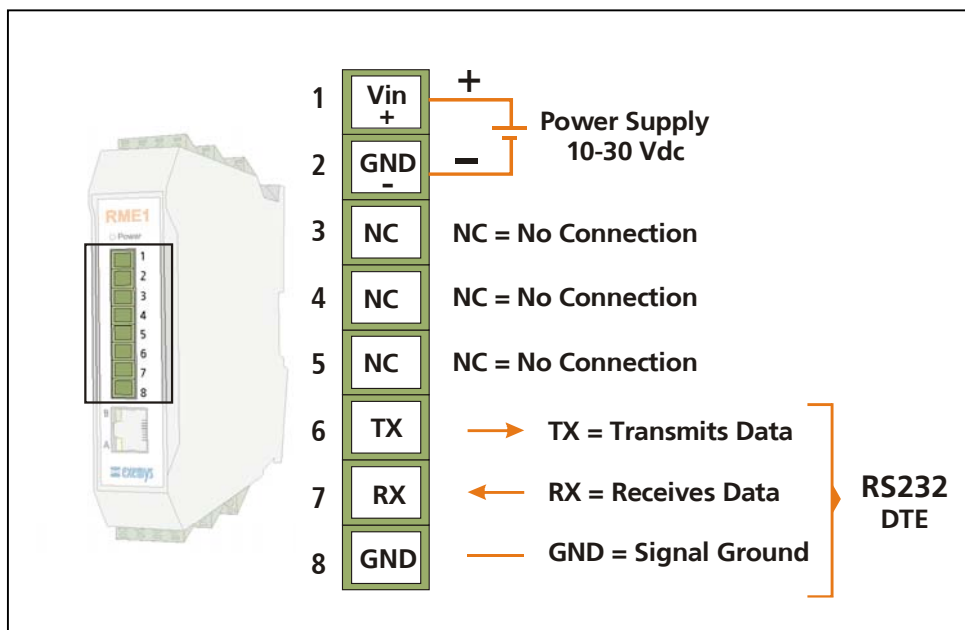 RME1
Power
1
2
3
4
5
6
7
8
B
A
exemys
1 Vin + +
2 GND - −
Power Supply
10-30 Vdc
3 NC NC = No Connection
4 NC NC = No Connection
5 NC NC = No Connection
6 TX TX = Transmits Data
7 RX RX = Receives Data
8 GND GND = Signal Ground
RS232
DTE